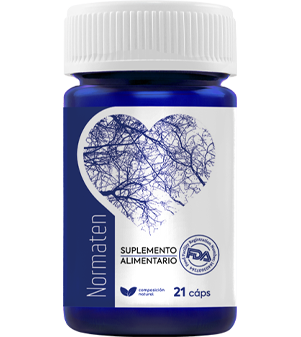 Normaten
SUPLEMENTO
ALIMENTARIO
FDA
composición
natural
21 cáps